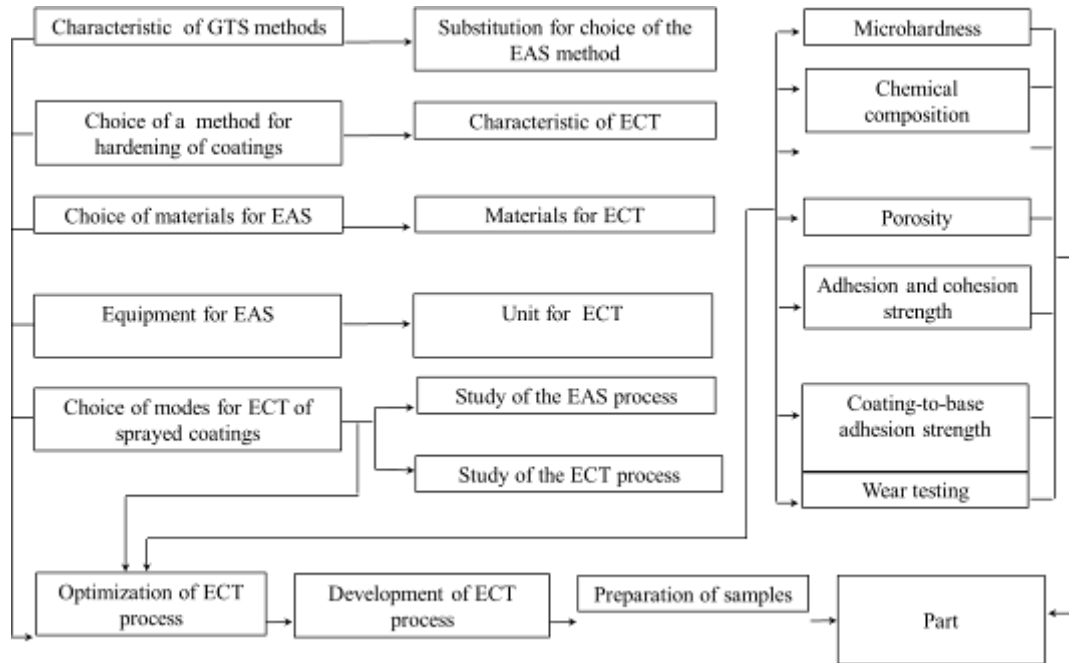 Characteristic of GTS methods
Substitution for choice of the
EAS method
Choice of a method for
hardening of coatings
Characteristic of ECT
Choice of materials for EAS
Materials for ECT
Equipment for EAS
Unit for ECT
Choice of modes for ECT of
sprayed coatings
Study of the EAS process
Study of the ECT process
Microhardness
Chemical
composition
Porosity
Adhesion and cohesion
strength
Coating-to-base
adhesion strength
Wear testing
Optimization of ECT
process
Development of ECT
process
Preparation of samples
Part